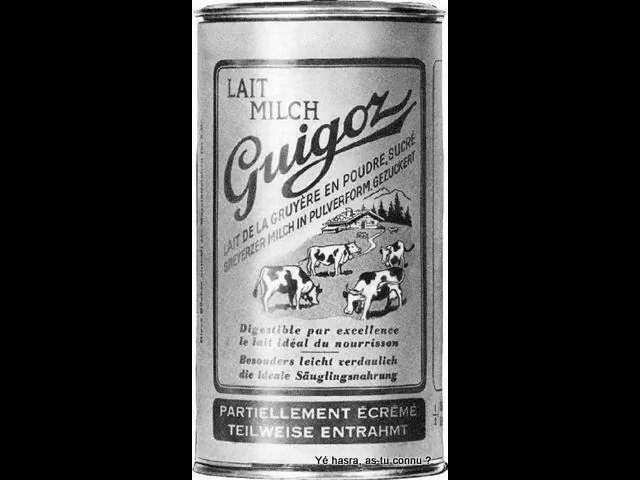 LAIT
MILCH
Guigoz
LAIT DE LA GRUYÈRE EN POUDRE, SUCRÉ
GREYERZER MILCH IN PULVERFORM, GEZUCKERT
Digestible par excellence
le lait idéal du nourrisson
Besonders leicht verdaulich
die ideale Säuglingsnahrung
PARTIELLEMENT ÉCRÉMÉ
TEILWEISE ENTRAHMT
Yé hasra, as-tu connu ?